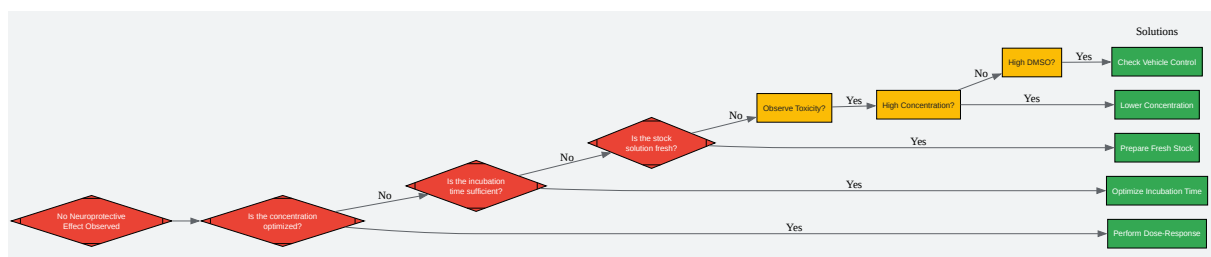 Solutions
High DMSO?
Yes
Check Vehicle Control
No
Observe Toxicity?
Yes
High Concentration?
Yes
Lower Concentration
No
Is the stock
solution fresh?
Yes
Prepare Fresh Stock
No
Is the incubation
time sufficient?
Yes
Optimize Incubation Time
No
No Neuroprotective
Effect Observed
Is the concentration
optimized?
Yes
Perform Dose-Response